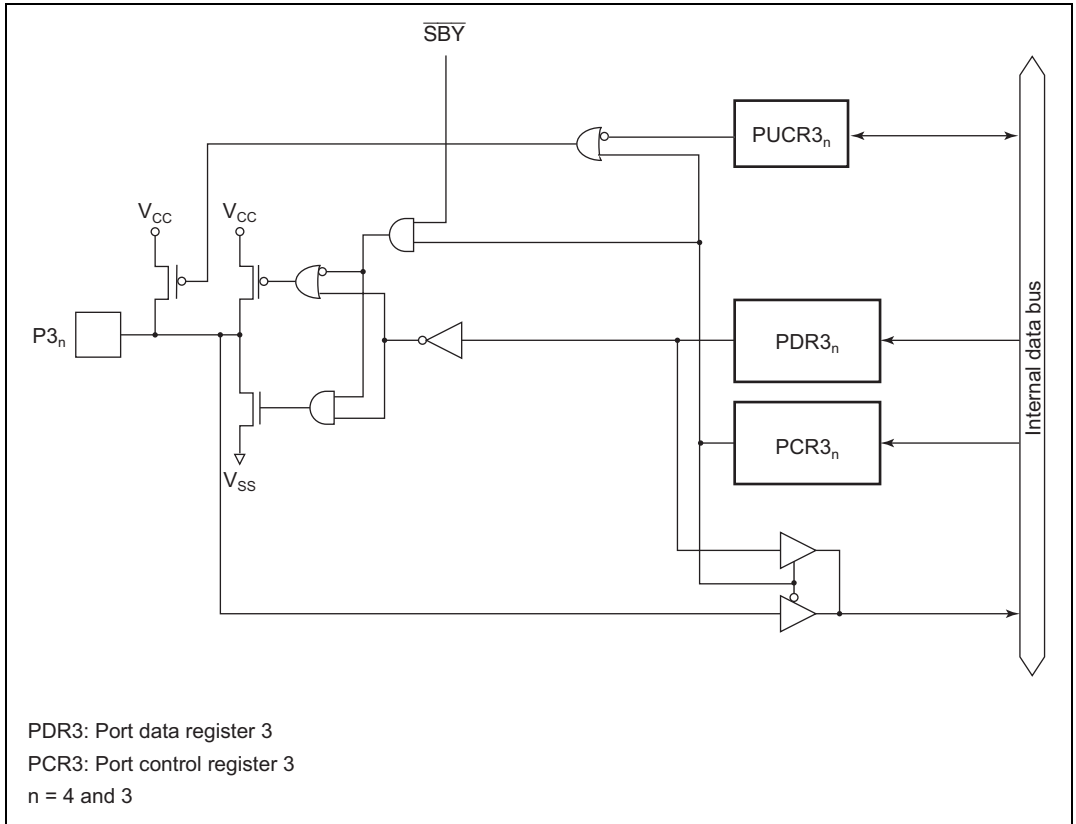 SBY
PUCR3n
VCC VCC
P3n
PDR3n
PCR3n
VSS
Internal data bus
PDR3: Port data register 3
PCR3: Port control register 3
n = 4 and 3